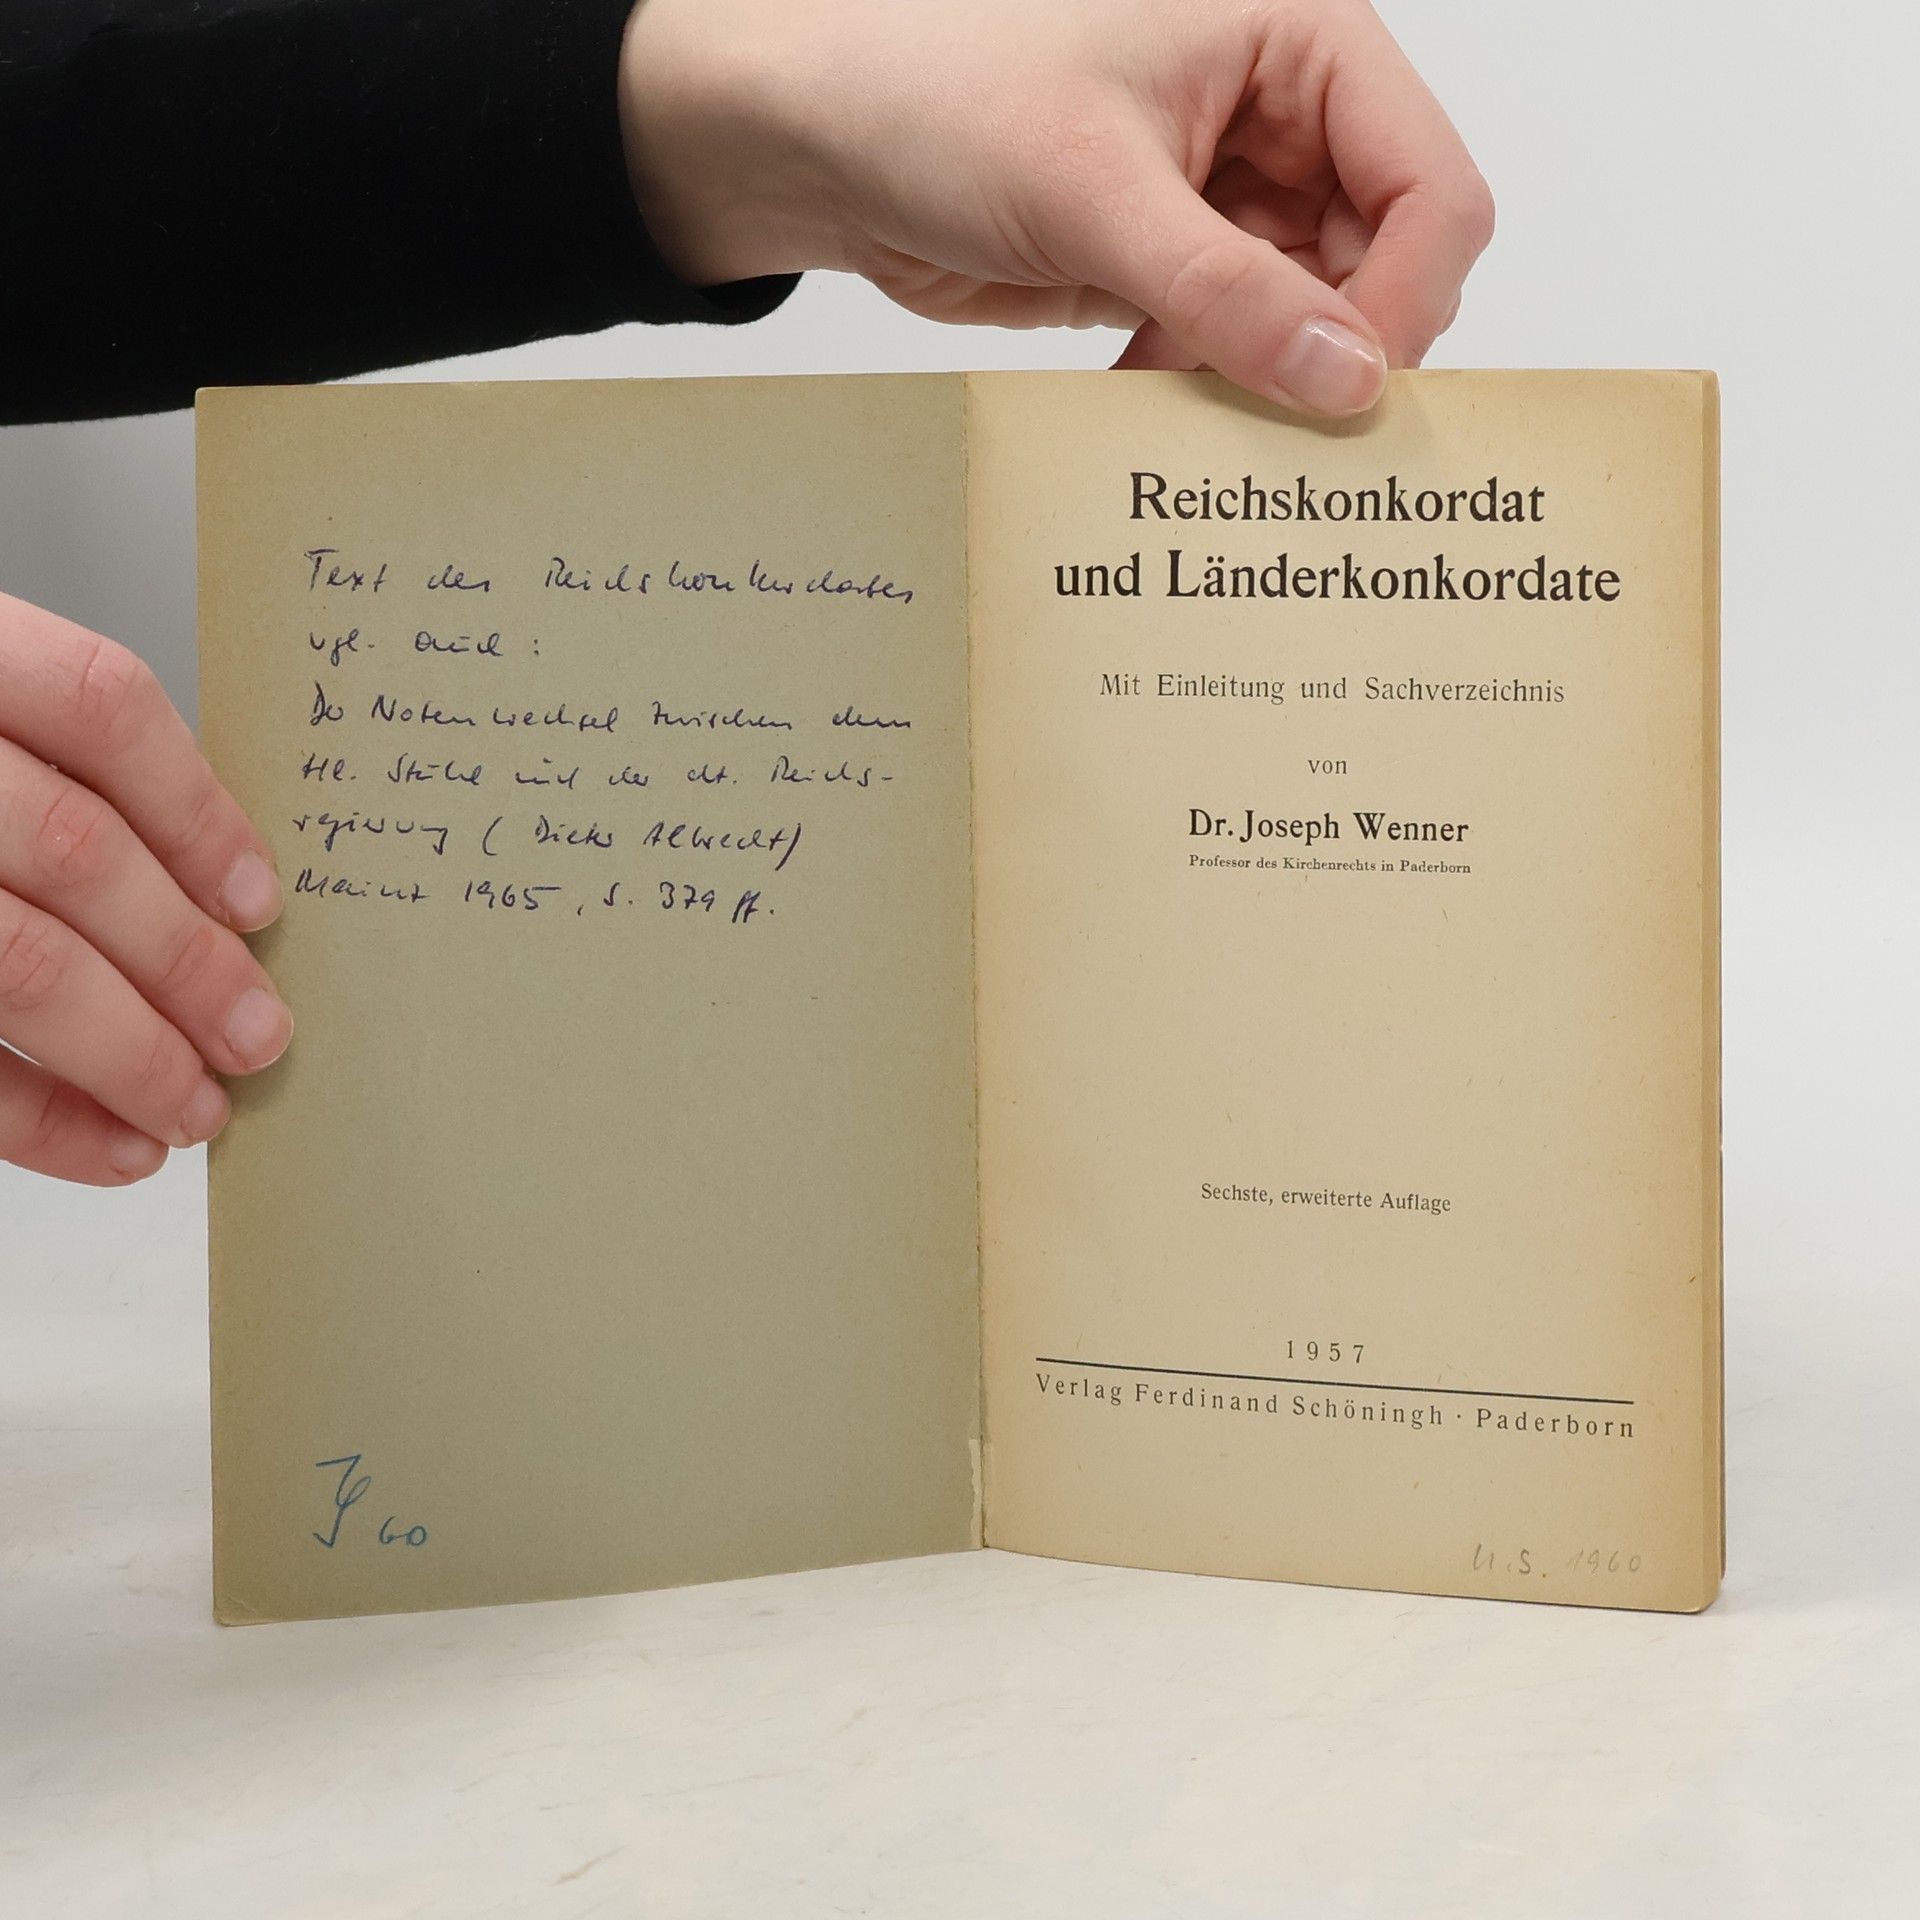 Text des Reichskonkordates
vgl. auch:
Der Notenwechsel zwischen dem
Hl. Stuhl und der dt. Reichs-
regierung (Dieter Albrecht)
Mainz 1965, S. 379 ff.
60
Reichskonkordat
und Länderkonkordate
Mit Einleitung und Sachverzeichnis
von
Dr. Joseph Wenner
Professor des Kirchenrechts in Paderborn
Sechste, erweiterte Auflage
1957
Verlag Ferdinand Schöningh · Paderborn
U.S. 1960